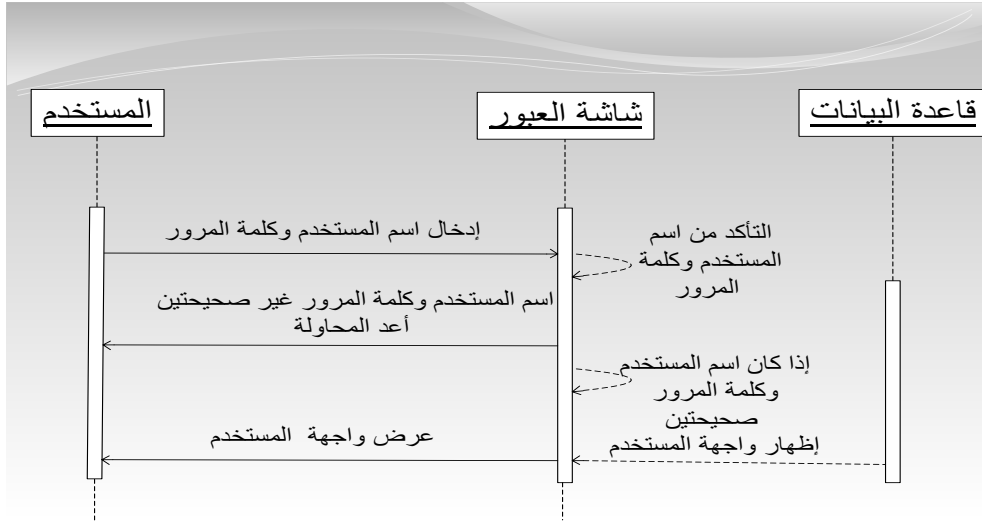 المستخدم
شاشة العبور
قاعدة البيانات
إدخال اسم المستخدم وكلمة المرور
التأكد من اسم
المستخدم وكلمة
المرور
اسم المستخدم وكلمة المرور غير صحيحتين
أعد المحاولة
إذا كان اسم المستخدم
وكلمة المرور
صحيحتين
إظهار واجهة المستخدم
عرض واجهة المستخدم